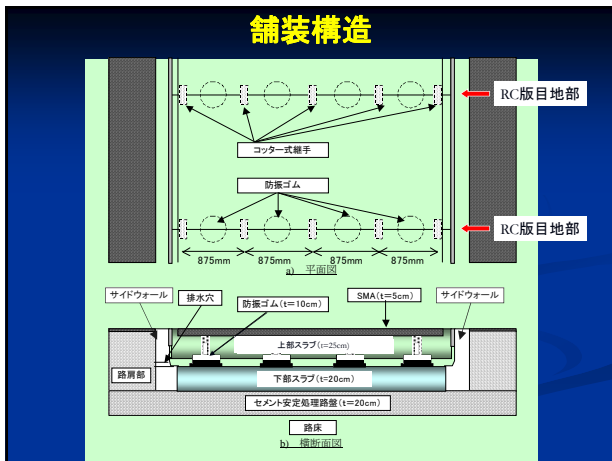 舗装構造
RC版目地部
コッター式継手
防振ゴム
RC版目地部
875mm 875mm 875mm 875mm
a) 平面図
サイドウォール
排水穴
防振ゴム(t=10cm)
SMA(t=5cm)
サイドウォール
上部スラブ(t=25cm)
路肩部
下部スラブ(t=20cm)
セメント安定処理路盤(t=20cm)
路床
b) 横断面図